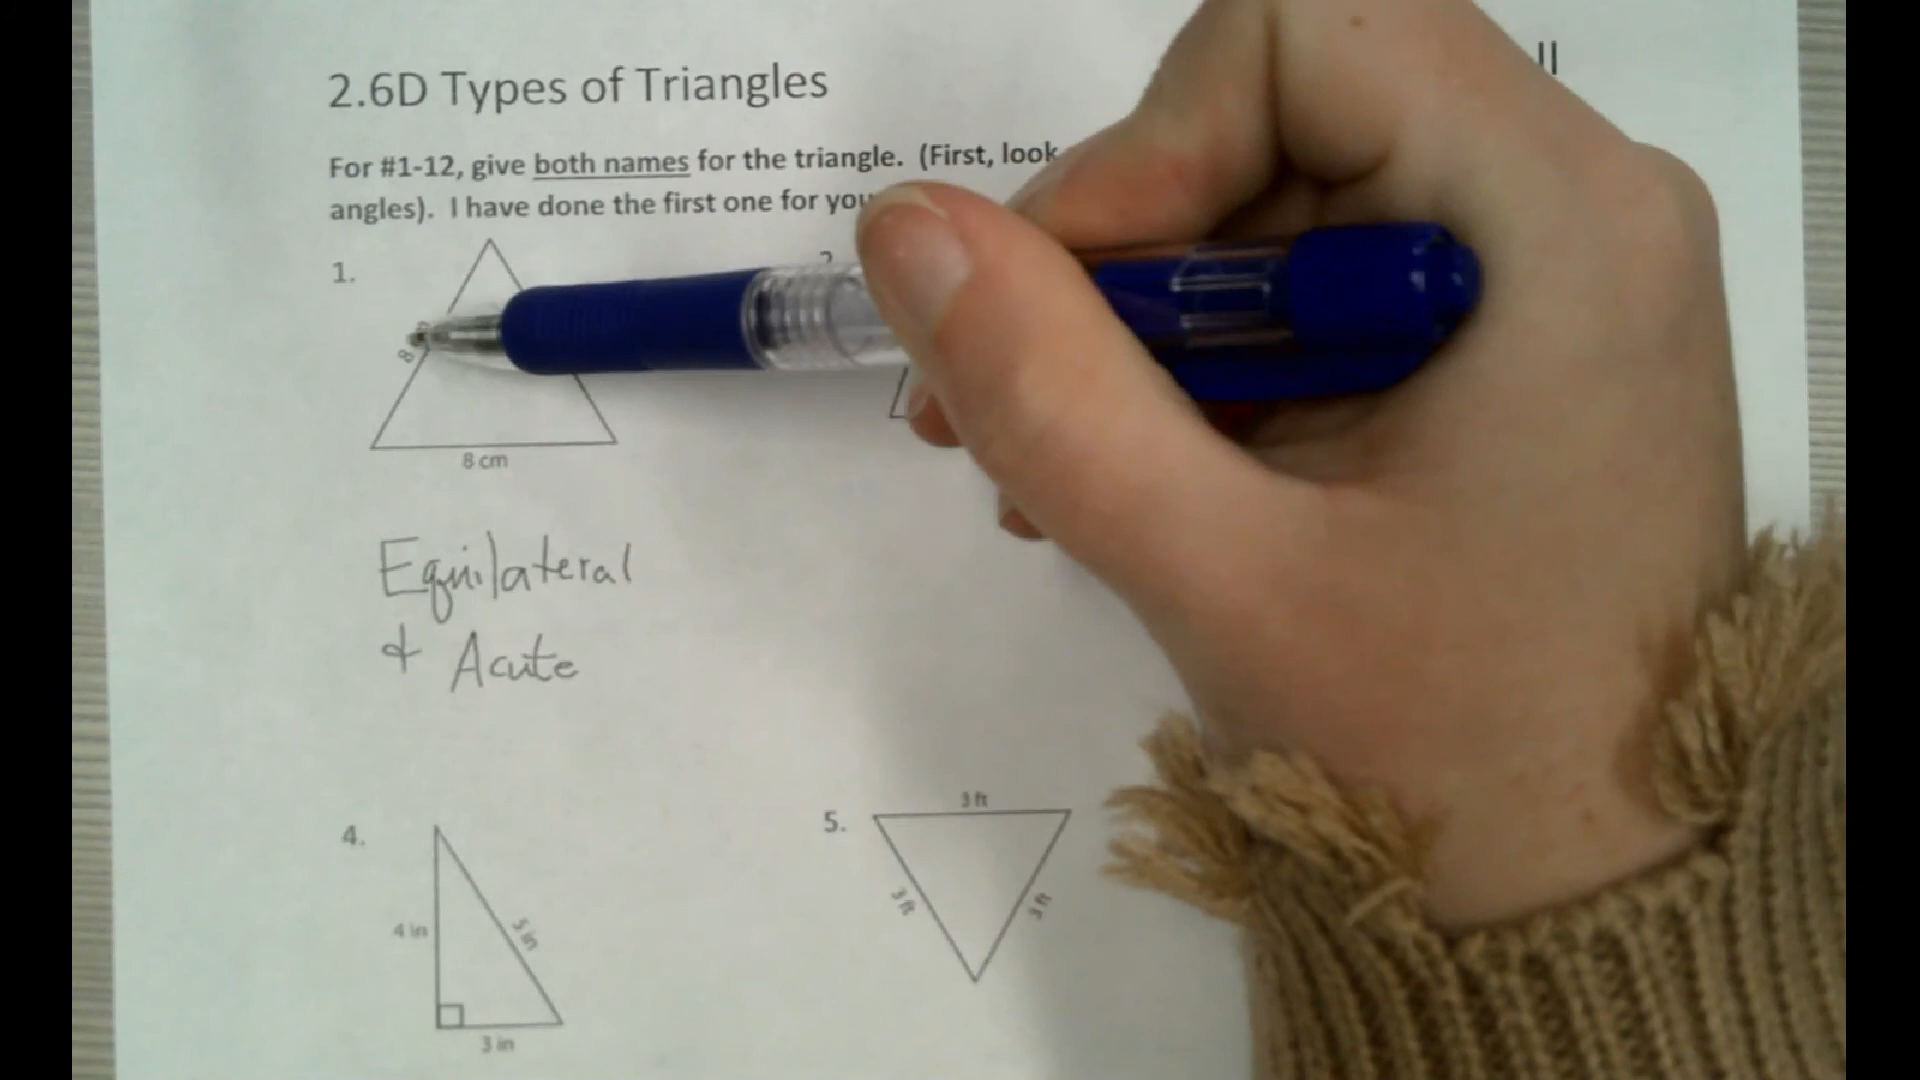 2.6D Types of Triangles
For #1-12, give both names for the triangle. (First, look
angles). I have done the first one for you
1.
8
8 cm
Equilateral
+ Acute
4.
4 in
5 in
3 in
5.
3 ft
3 ft
3 ft